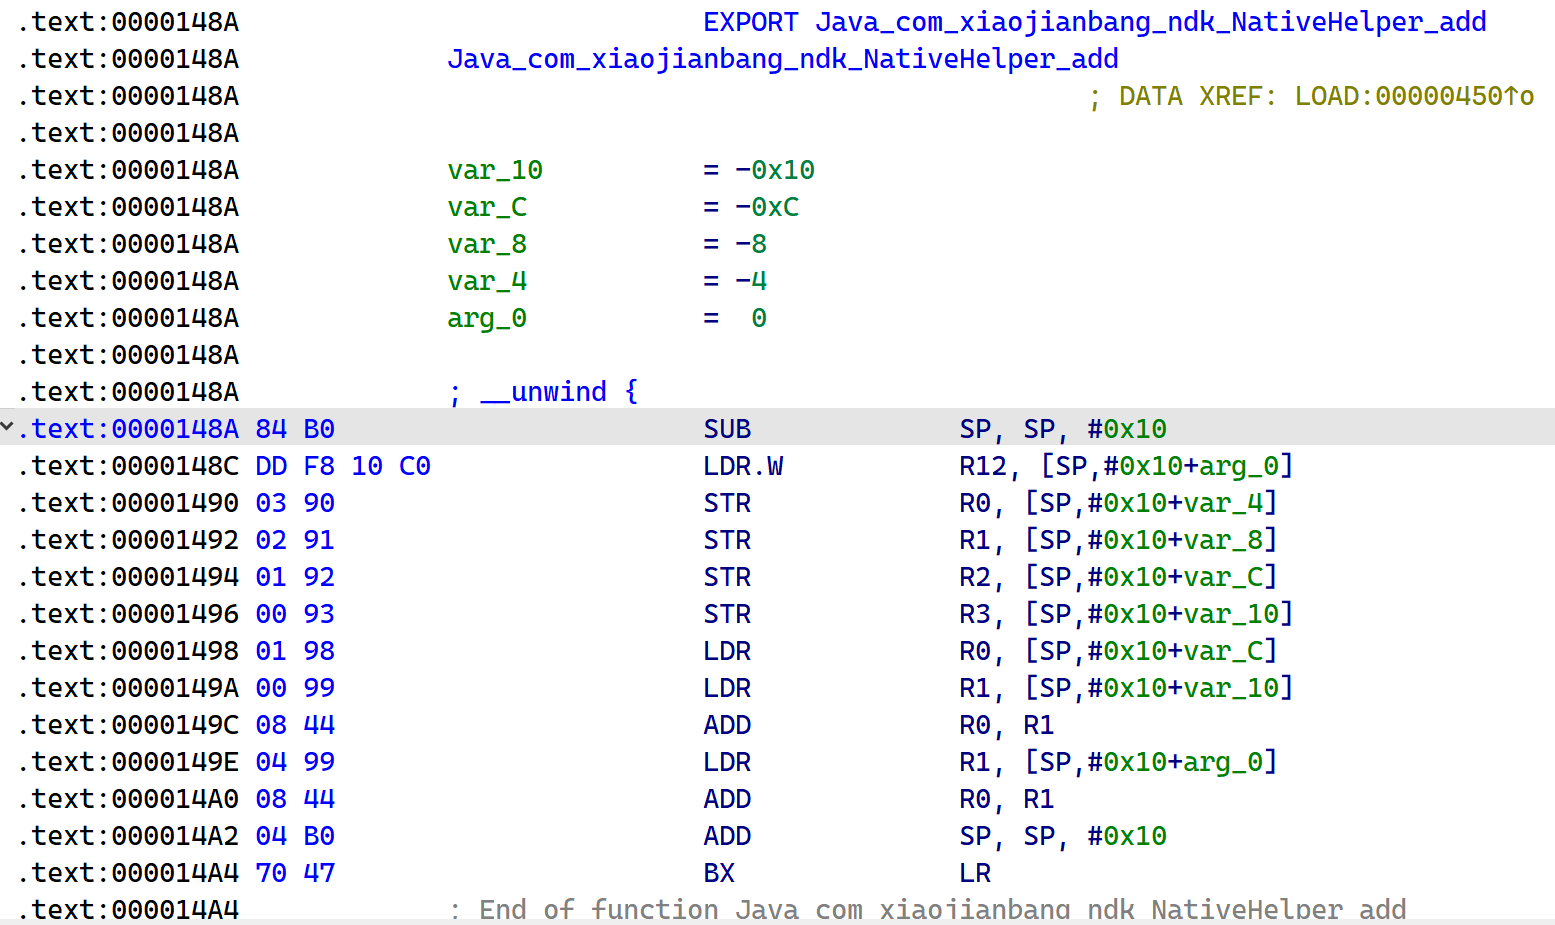 .text:0000148A EXPORT Java_com_xiaojianbang_ndk_NativeHelper_add
.text:0000148A Java_com_xiaojianbang_ndk_NativeHelper_add
.text:0000148A ; DATA XREF: LOAD:00000450↑o
.text:0000148A
.text:0000148A var_10 = -0x10
.text:0000148A var_C = -0xC
.text:0000148A var_8 = -8
.text:0000148A var_4 = -4
.text:0000148A arg_0 = 0
.text:0000148A
.text:0000148A ; __unwind {
.text:0000148A 84 B0 SUB SP, SP, #0x10
.text:0000148C DD F8 10 C0 LDR.W R12, [SP,#0x10+arg_0]
.text:00001490 03 90 STR R0, [SP,#0x10+var_4]
.text:00001492 02 91 STR R1, [SP,#0x10+var_8]
.text:00001494 01 92 STR R2, [SP,#0x10+var_C]
.text:00001496 00 93 STR R3, [SP,#0x10+var_10]
.text:00001498 01 98 LDR R0, [SP,#0x10+var_C]
.text:0000149A 00 99 LDR R1, [SP,#0x10+var_10]
.text:0000149C 08 44 ADD R0, R1
.text:0000149E 04 99 LDR R1, [SP,#0x10+arg_0]
.text:000014A0 08 44 ADD R0, R1
.text:000014A2 04 B0 ADD SP, SP, #0x10
.text:000014A4 70 47 BX LR
.text:000014A4 ; End of function Java_com_xiaojianbang_ndk_NativeHelper_add